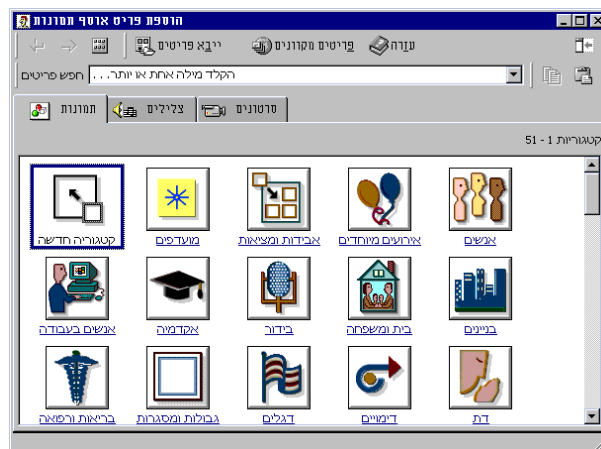 הוספת פריט אוסף תמונות
ייבא פריטים פריטים מקוונים עזרה
חפש פריטים הקלד מילה אחת או יותר...
תמונות צלילים סרטונים
קטגוריות 1 - 51
קטגוריה חדשה מועדפים אבידות ומציאות אירועים מיוחדים אנשים
אנשים בעבודה אקדמיה בידור בית ומשפחה בניינים
בריאות ורפואה גבולות ומסגרות דגלים דימויים דת